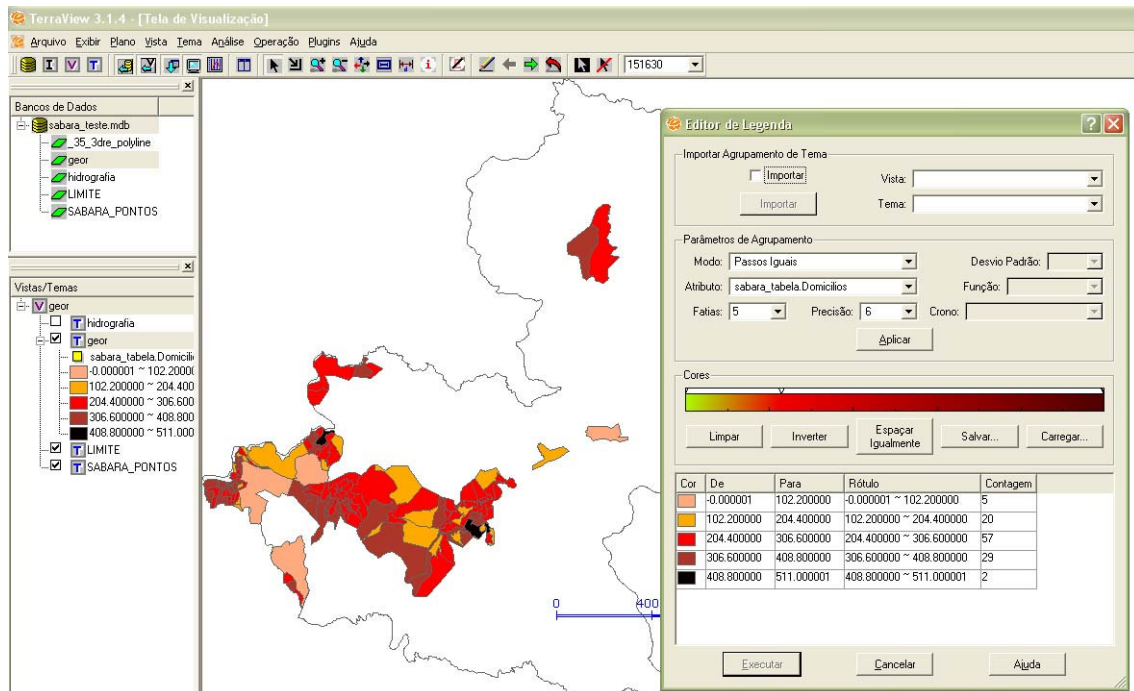 TerraView 3.1.4 - [Tela de Visualização]
Arquivo Exibir Plano Vista Tema Análise Operação Plugins Ajuda
151630
Bancos de Dados
sabara_teste.mdb
_35_3dre_polyline
geor
hidrografia
LIMITE
SABARA_PONTOS
Vistas/Temas
geor
hidrografia
geor
sabara_tabela.Domicili
-0.000001 ~ 102.2000
102.200000 ~ 204.400
204.400000 ~ 306.600
306.600000 ~ 408.800
408.800000 ~ 511.000
LIMITE
SABARA_PONTOS
0 400
Editor de Legenda
Importar Agrupamento de Tema
Importar
Vista:
Importar
Tema:
Parâmetros de Agrupamento
Modo: Passos Iguais Desvio Padrão:
Atributo: sabara_tabela.Domicilios Função:
Fatias: 5 Precisão: 6 Crono:
Aplicar
Cores
Limpar Inverter Espaçar Igualmente Salvar... Carregar...
Cor De Para Rótulo Contagem
-0.000001 102.200000 -0.000001 ~ 102.200000 5
102.200000 204.400000 102.200000 ~ 204.400000 20
204.400000 306.600000 204.400000 ~ 306.600000 57
306.600000 408.800000 306.600000 ~ 408.800000 29
408.800000 511.000001 408.800000 ~ 511.000001 2
Executar Cancelar Ajuda